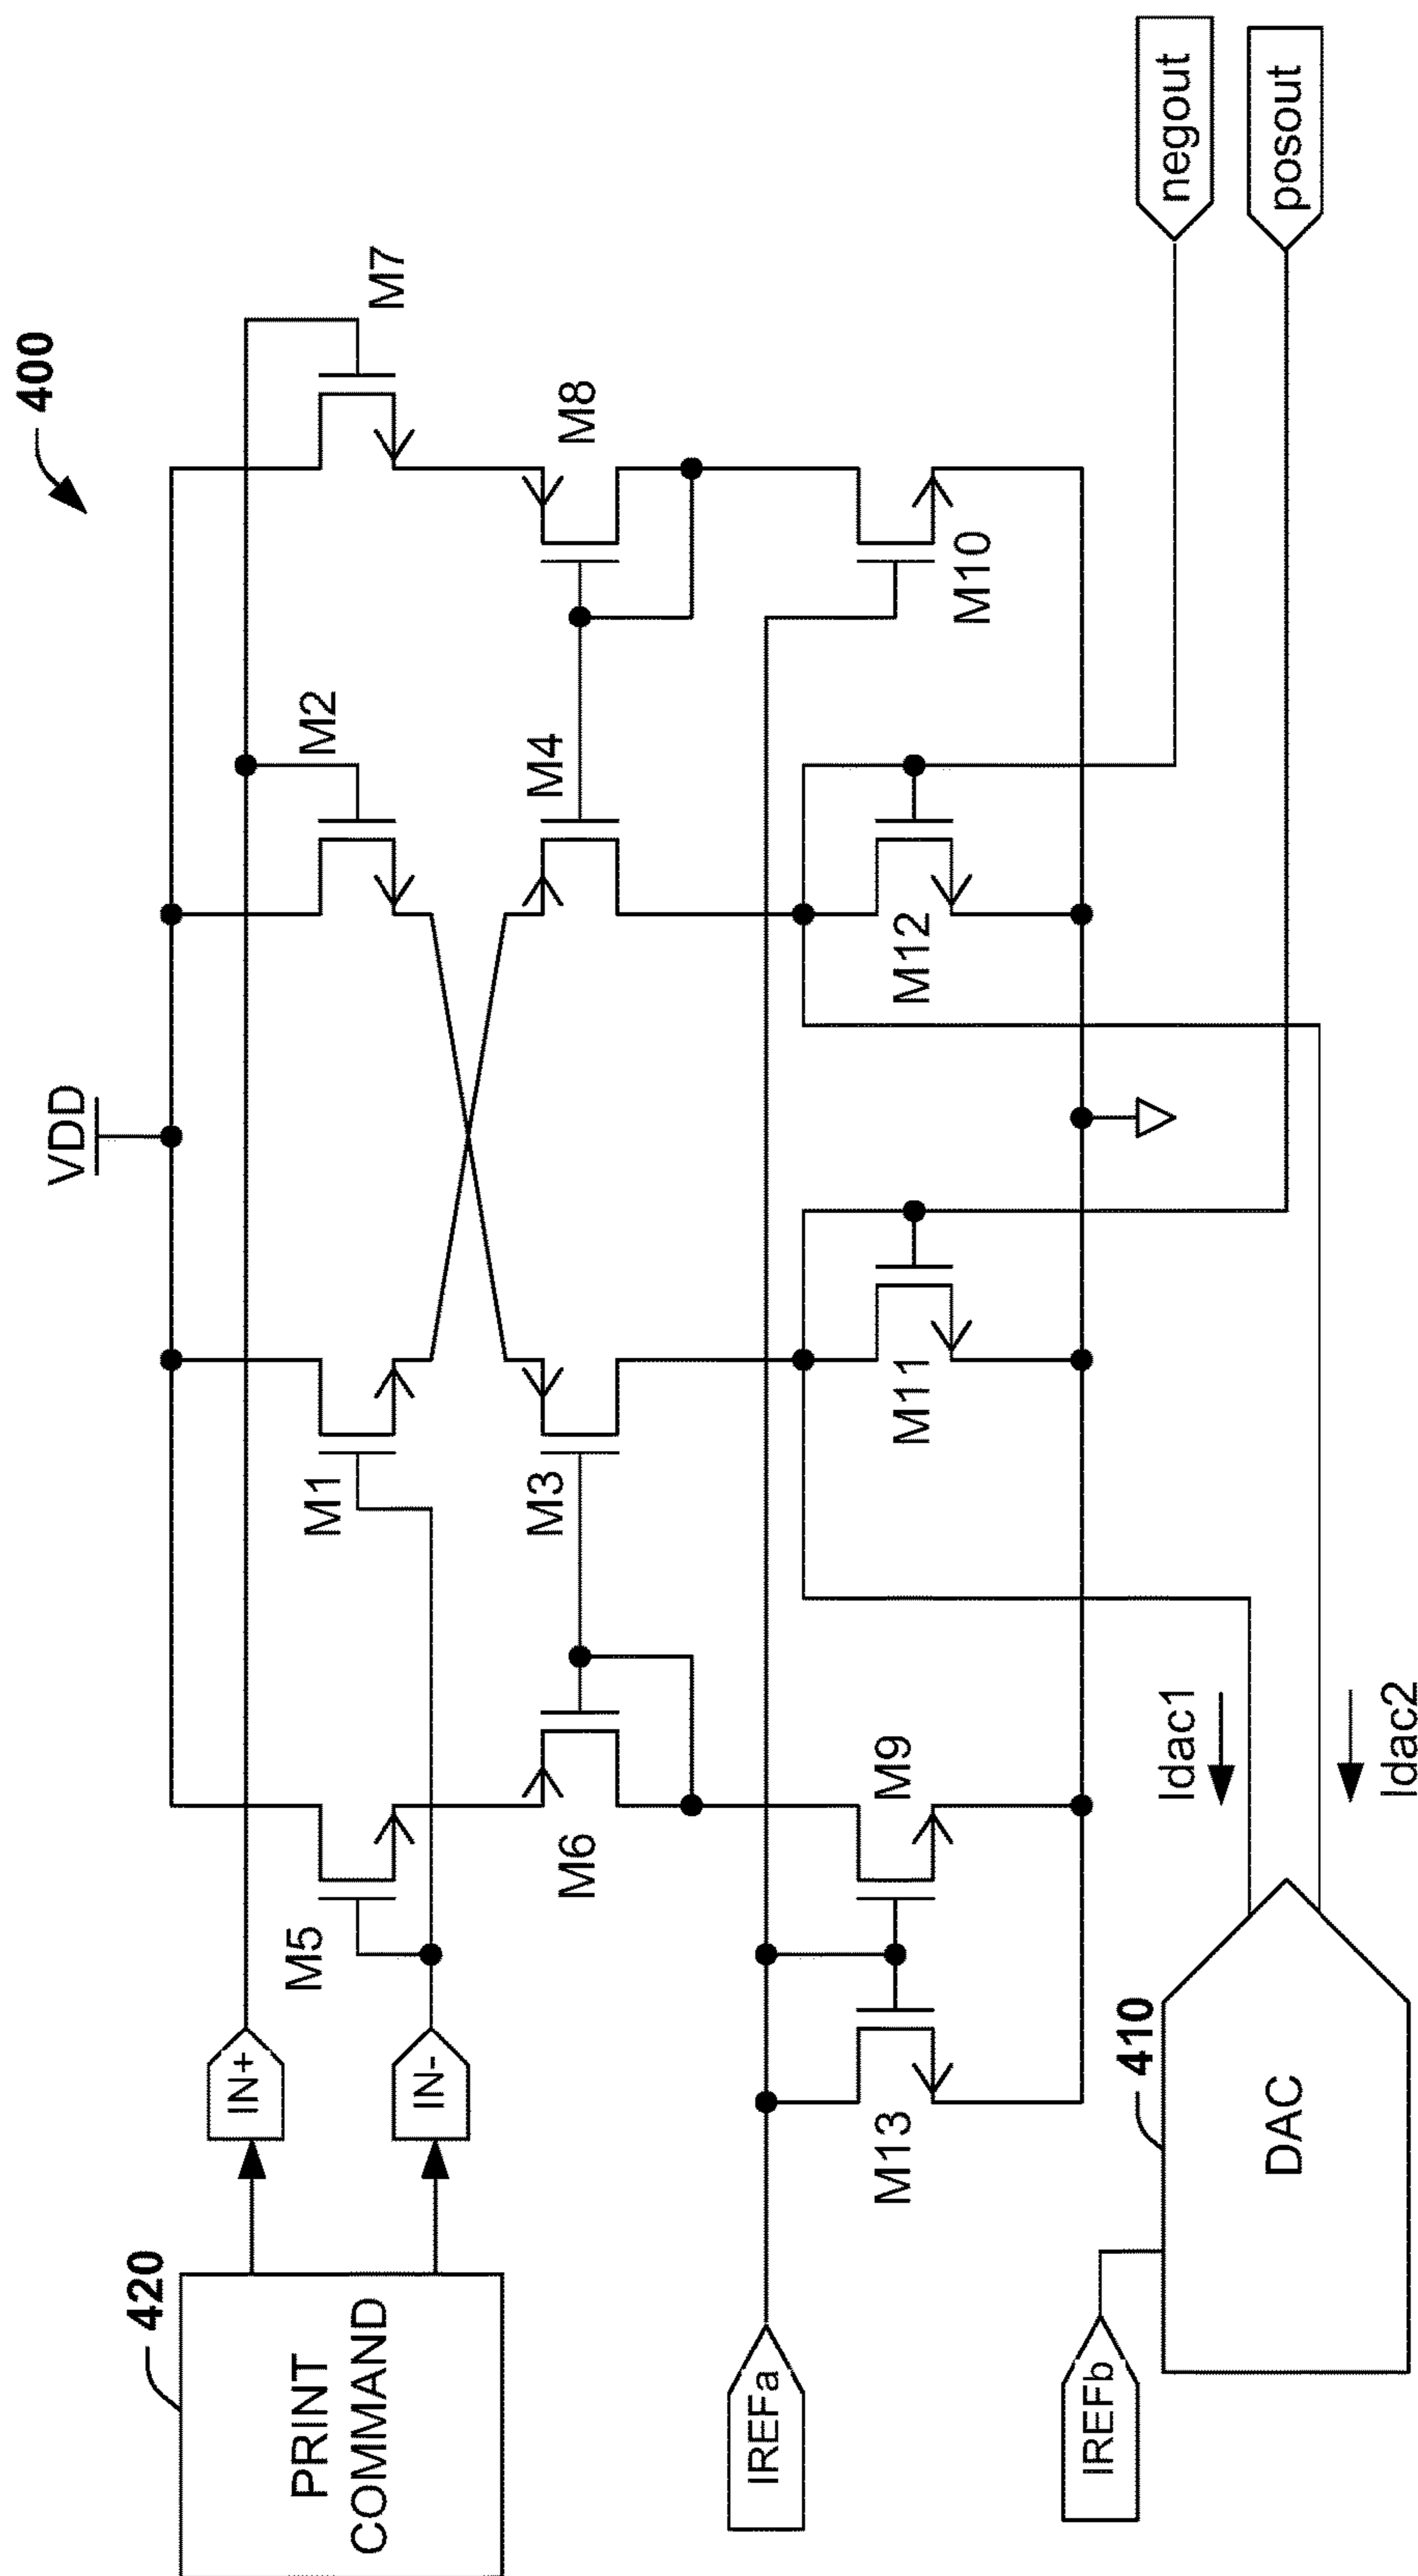 400
VDD
420
PRINT
COMMAND
IN+
IN-
M5
M1
M2
M7
M6
M3
M4
M8
IREFa
M13
M9
M11
M12
M10
IREFb
410
DAC
Idac1
Idac2
negout
posout